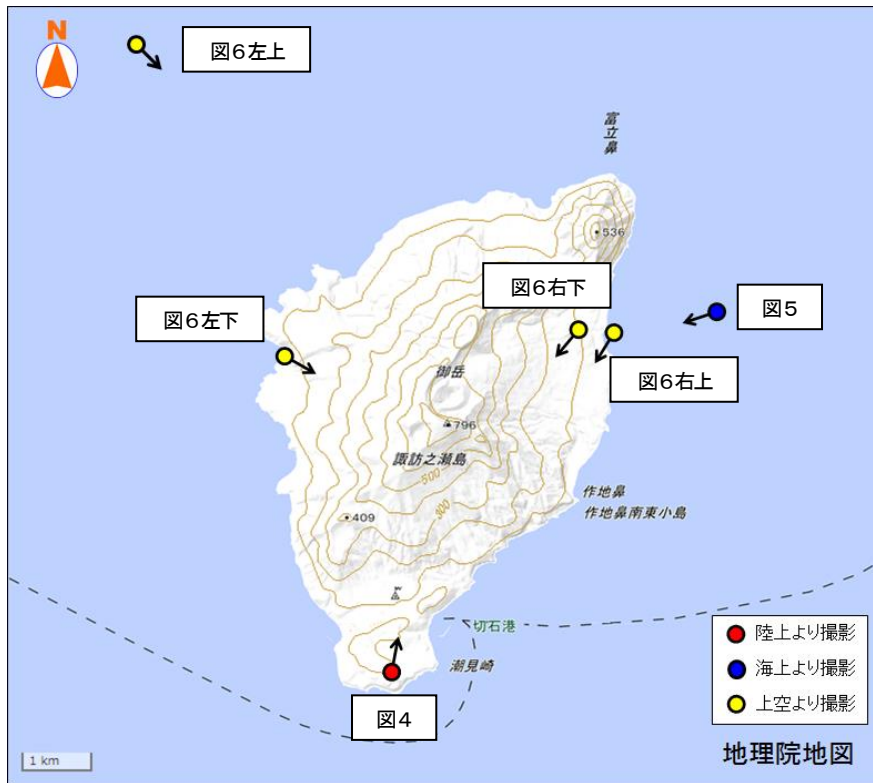 N
図6左上
富立鼻
536
図6右下
図5
図6左下
図6右上
御岳
796
諏訪之瀬島
500
300
作地鼻
作地鼻南東小島
409
切石港
潮見崎
図4
陸上より撮影
海上より撮影
上空より撮影
地理院地図
1 km